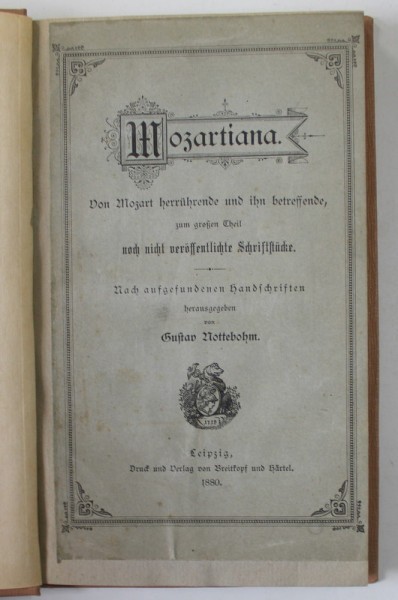 Mozartiana.
Von Mozart herrührende und ihn betreffende,
zum großen Theil
noch nicht veröffentlichte Schriftstücke.
Nach aufgefundenen Handschriften
herausgegeben
von
Gustav Nottebohm.
1719
Leipzig,
Druck und Verlag von Breitkopf und Härtel.
1880.